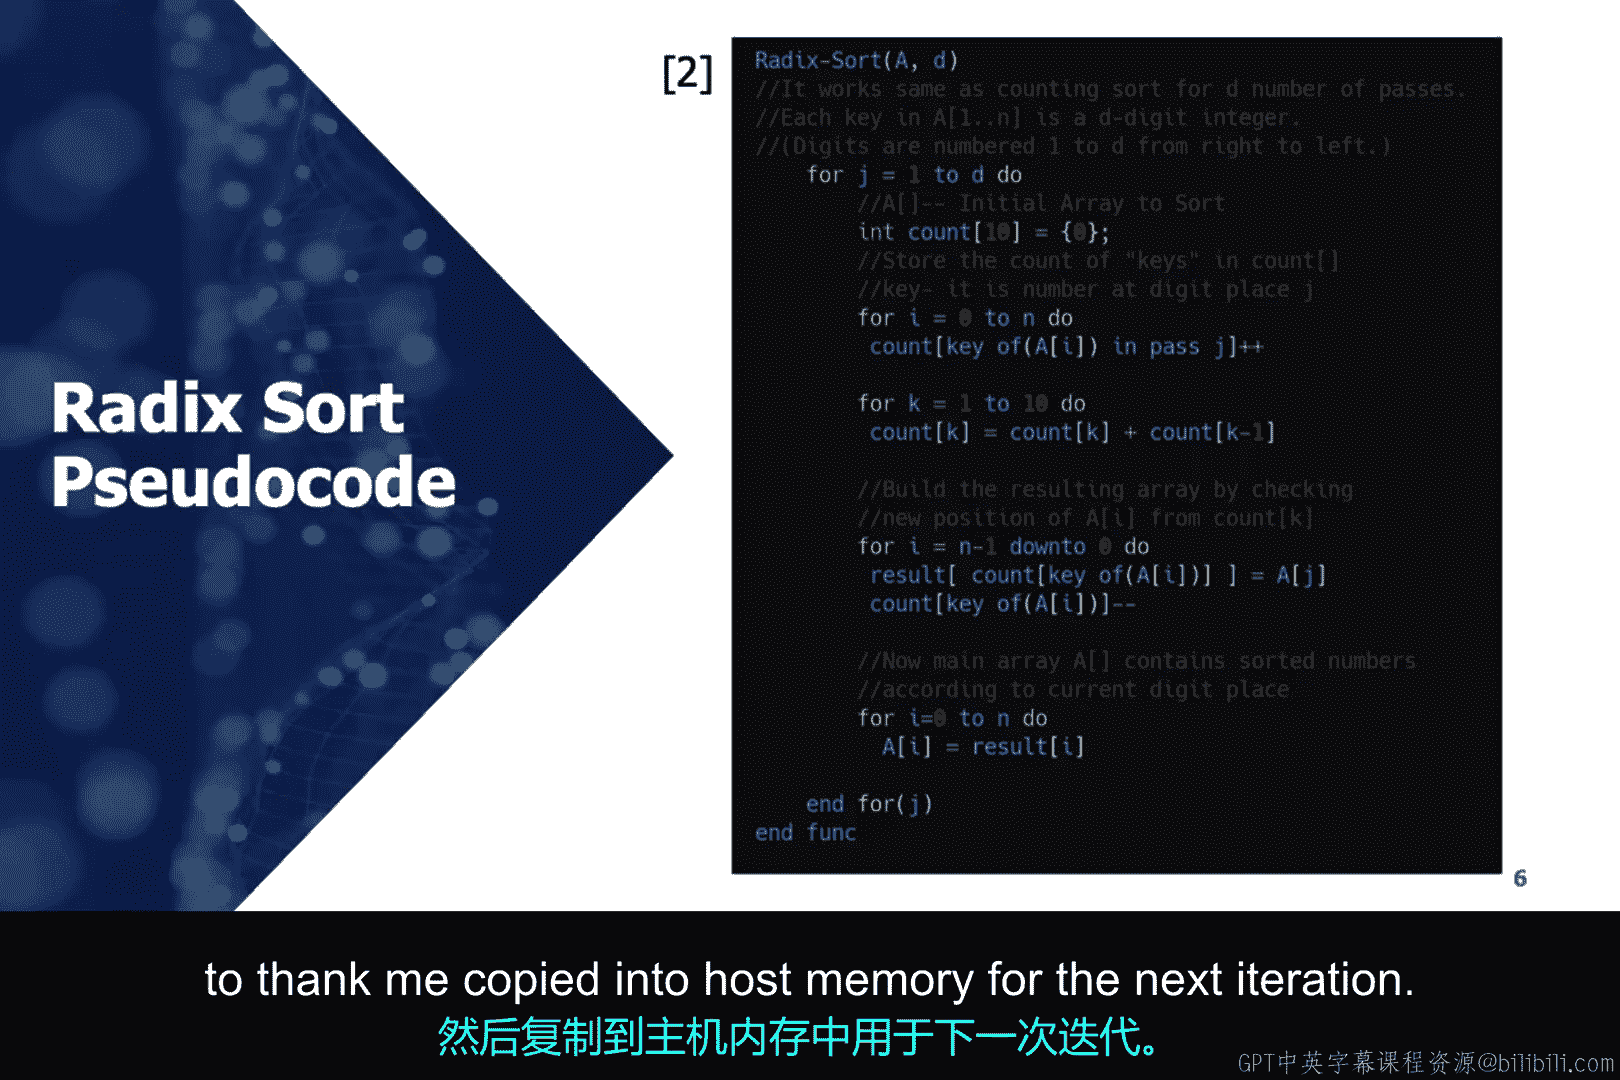 Radix Sort
Pseudocode
[2]
Radix-Sort(A, d)
//It works same as counting sort for d number of passes.
//Each key in A[1..n] is a d-digit integer.
//(Digits are numbered 1 to d from right to left.)
for j = 1 to d do
//A[]-- Initial Array to Sort
int count[10] = {0};
//Store the count of "keys" in count[]
//key- it is number at digit place j
for i = 0 to n do
count[key of(A[i]) in pass j]++
for k = 1 to 10 do
count[k] = count[k] + count[k-1]
//Build the resulting array by checking
//new position of A[i] from count[k]
for i = n-1 downto 0 do
result[ count[key of(A[i])] ] = A[j]
count[key of(A[i])]--
//Now main array A[] contains sorted numbers
//according to current digit place
for i=0 to n do
A[i] = result[i]
end for(j)
end func
6
to thank me copied into host memory for the next iteration.
然后复制到主机内存中用于下一次迭代。
GPT中英字幕课程资源@bilibili.com